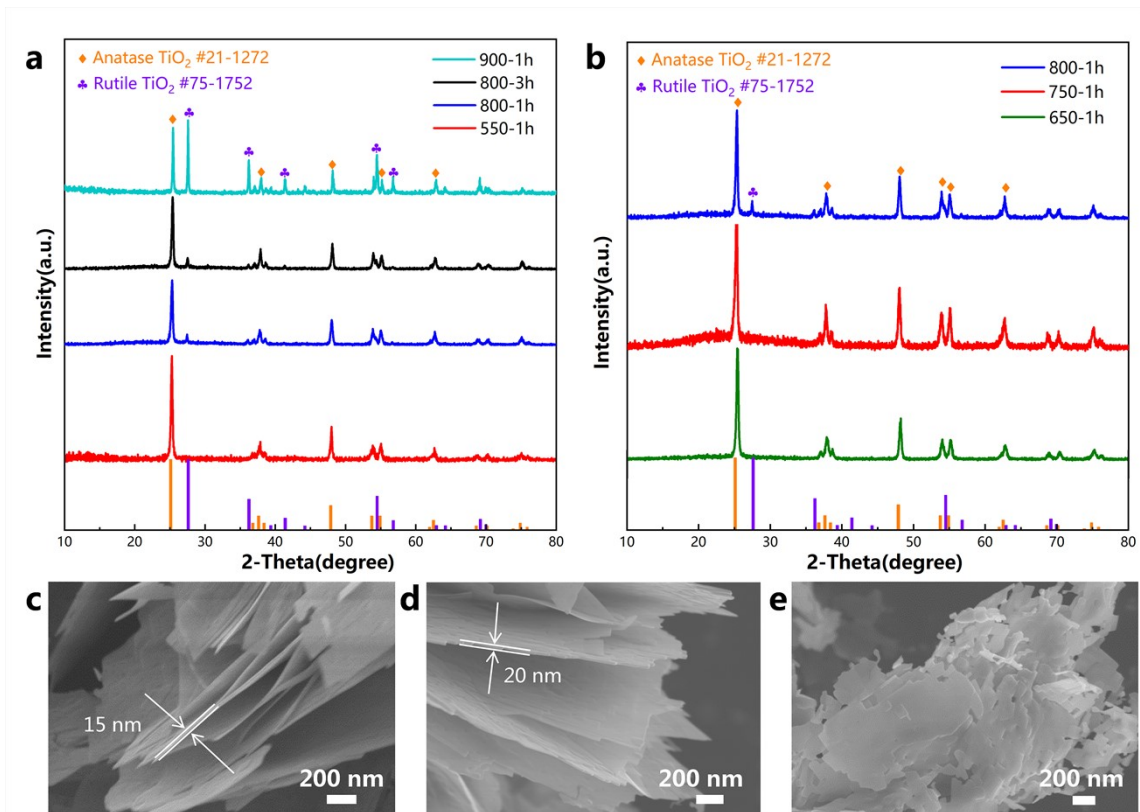 a
♦ Anatase TiO2 #21-1272
♣ Rutile TiO2 #75-1752
900-1h
800-3h
800-1h
550-1h
Intensity(a.u.)
10 20 30 40 50 60 70 80
2-Theta(degree)
b
♦ Anatase TiO2 #21-1272
♣ Rutile TiO2 #75-1752
800-1h
750-1h
650-1h
Intensity(a.u.)
10 20 30 40 50 60 70 80
2-Theta(degree)
c
15 nm
200 nm
d
20 nm
200 nm
e
200 nm